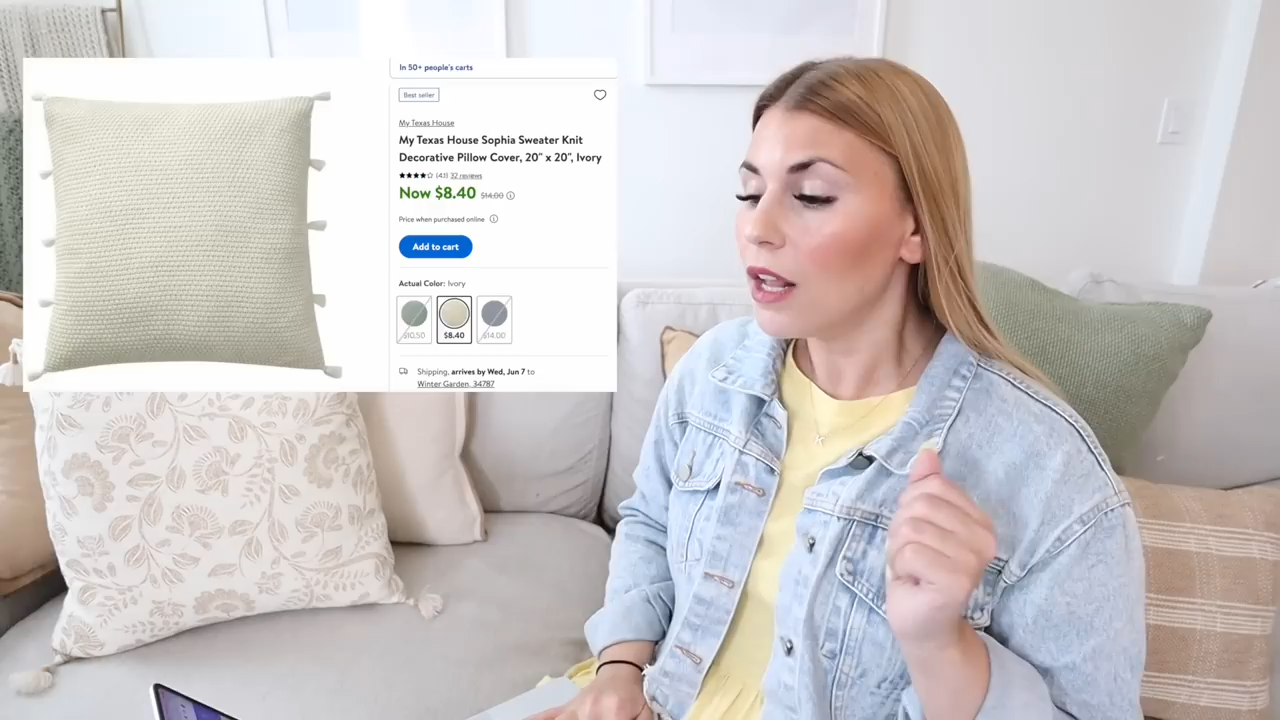 In 50+ people's carts
Best seller
My Texas House
My Texas House Sophia Sweater Knit
Decorative Pillow Cover, 20" x 20", Ivory
(4.1) 32 reviews
Now $8.40 $14.00
Price when purchased online
Add to cart
Actual Color: Ivory
$10.50 $8.40 $14.00
Shipping, arrives by Wed, Jun 7 to
Winter Garden, 34787
K